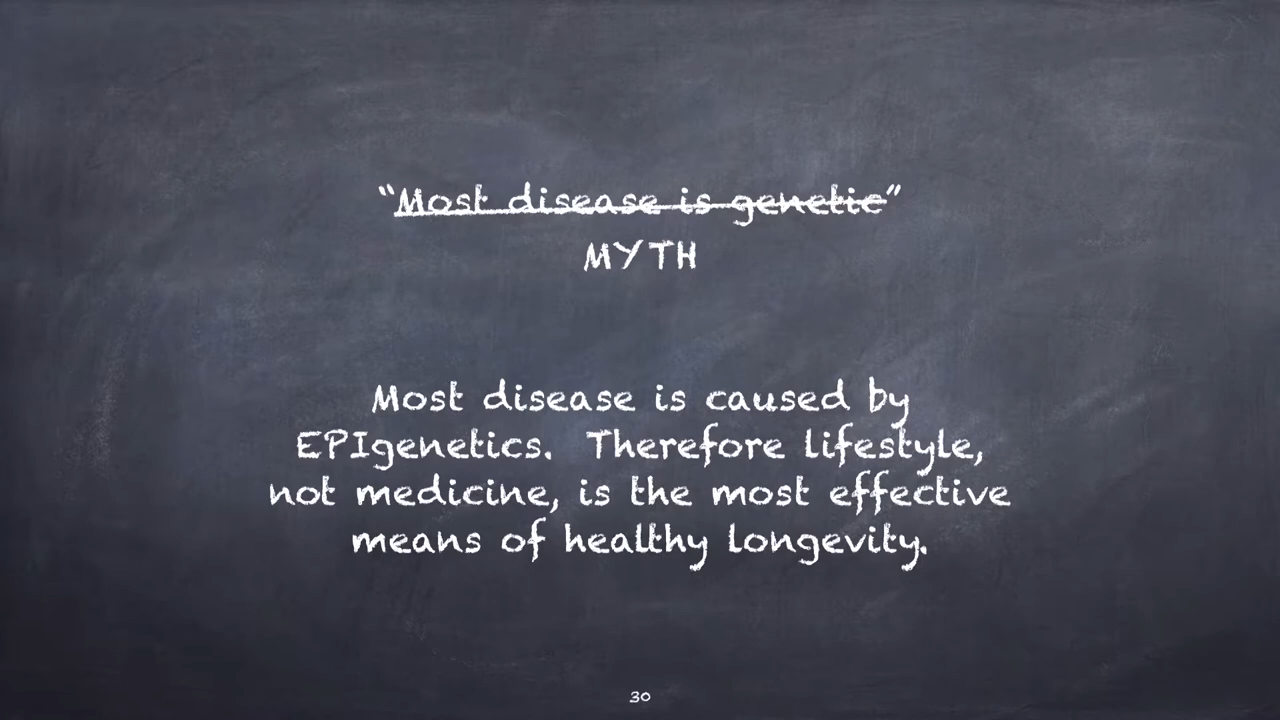 “Most disease is genetic”
MYTH
Most disease is caused by
EPIgenetics. Therefore lifestyle,
not medicine, is the most effective
means of healthy longevity.
30